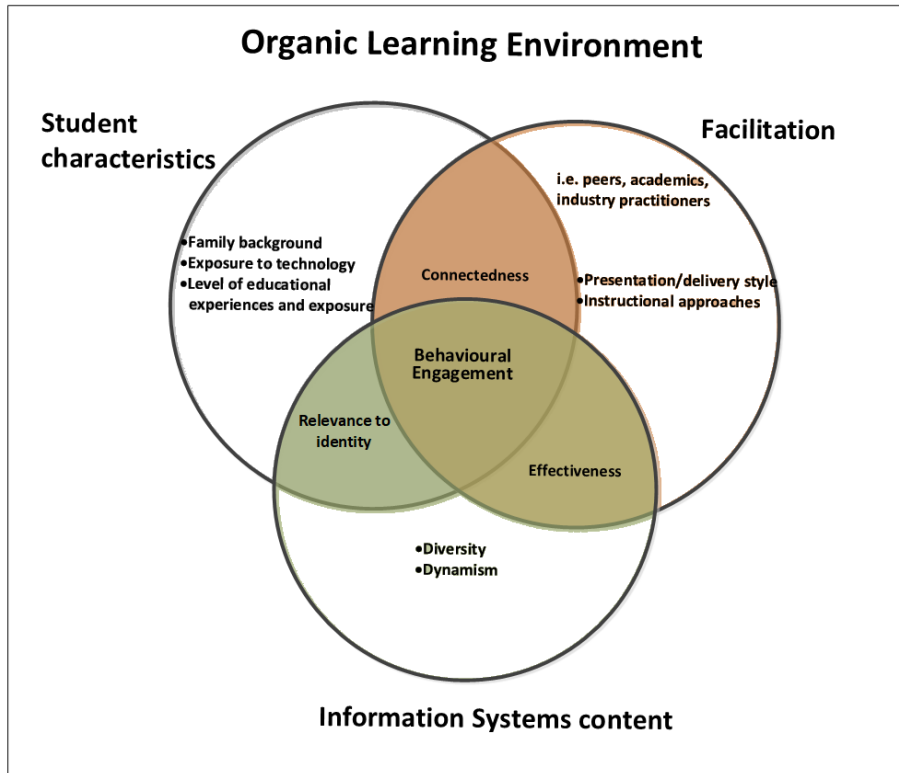 Organic Learning Environment
Student
characteristics
Facilitation
i.e. peers, academics,
industry practitioners
•Family background
•Exposure to technology
•Level of educational
experiences and exposure
Connectedness
•Presentation/delivery style
•Instructional approaches
Behavioural
Engagement
Relevance to
identity
Effectiveness
•Diversity
•Dynamism
Information Systems content